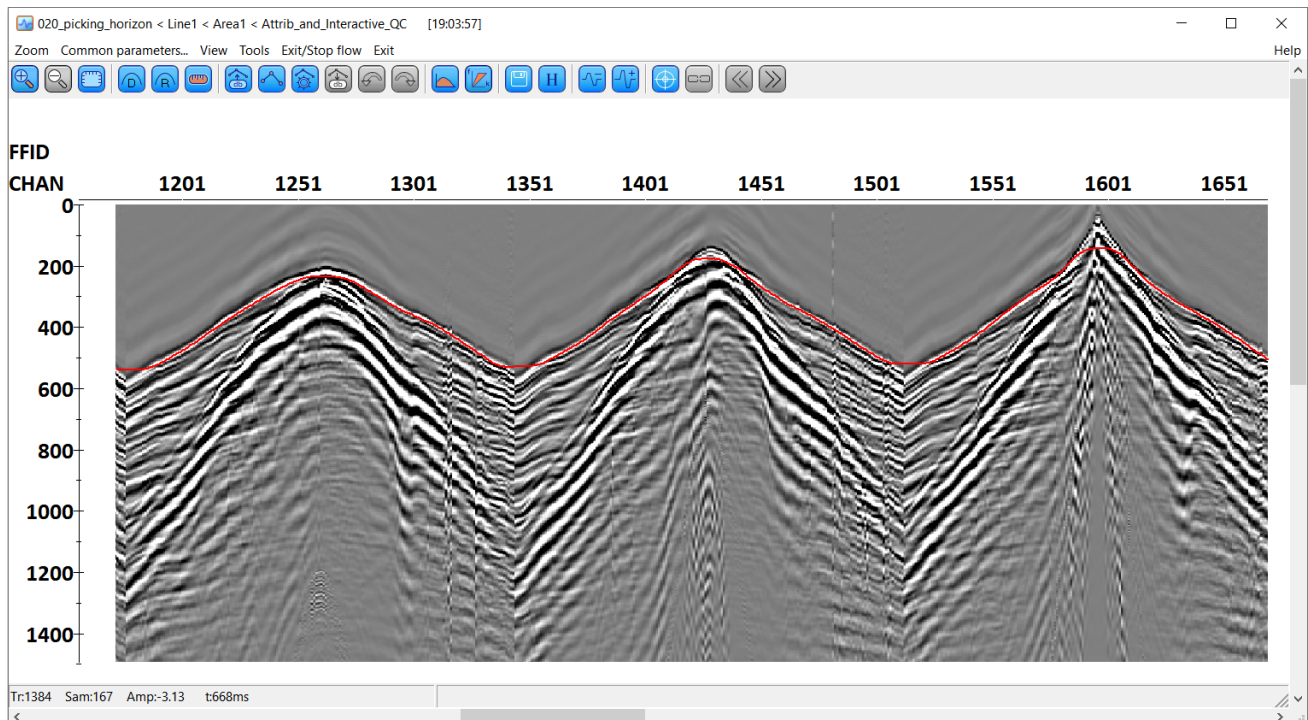 020_picking_horizon < Line1 < Area1 < Attrib_and_Interactive_QC [19:03:57]
Zoom Common parameters... View Tools Exit/Stop flow Exit Help
D R H
FFID
CHAN 1201 1251 1301 1351 1401 1451 1501 1551 1601 1651
0
200
400
600
800
1000
1200
1400
Tr:1384 Sam:167 Amp:-3.13 t:668ms